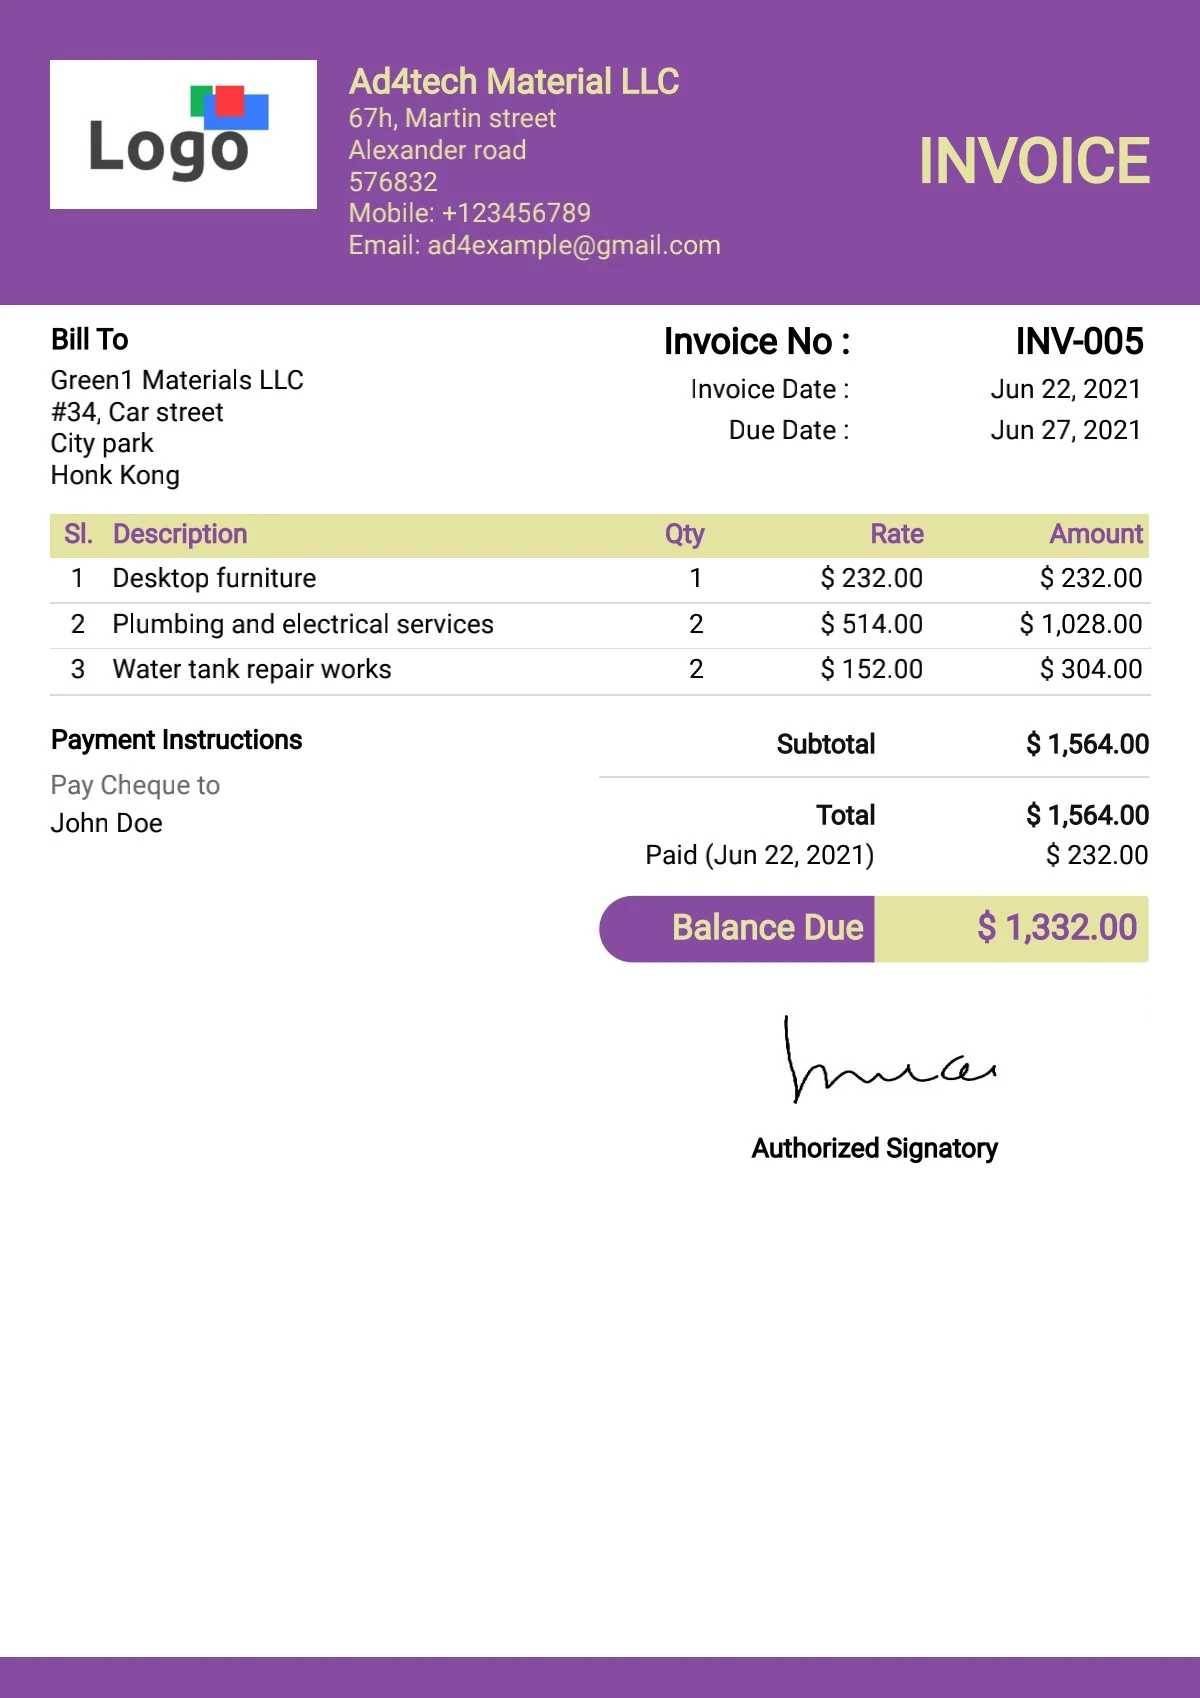 Logo
Ad4tech Material LLC
67h, Martin street
Alexander road
576832
Mobile: +123456789
Email: ad4example@gmail.com
INVOICE
Bill To
Green1 Materials LLC
#34, Car street
City park
Honk Kong
Invoice No : INV-005
Invoice Date : Jun 22, 2021
Due Date : Jun 27, 2021
Sl. Description Qty Rate Amount
1 Desktop furniture 1 $ 232.00 $ 232.00
2 Plumbing and electrical services 2 $ 514.00 $ 1,028.00
3 Water tank repair works 2 $ 152.00 $ 304.00
Payment Instructions
Pay Cheque to
John Doe
Subtotal $ 1,564.00
Total $ 1,564.00
Paid (Jun 22, 2021) $ 232.00
Balance Due $ 1,332.00
Authorized Signatory